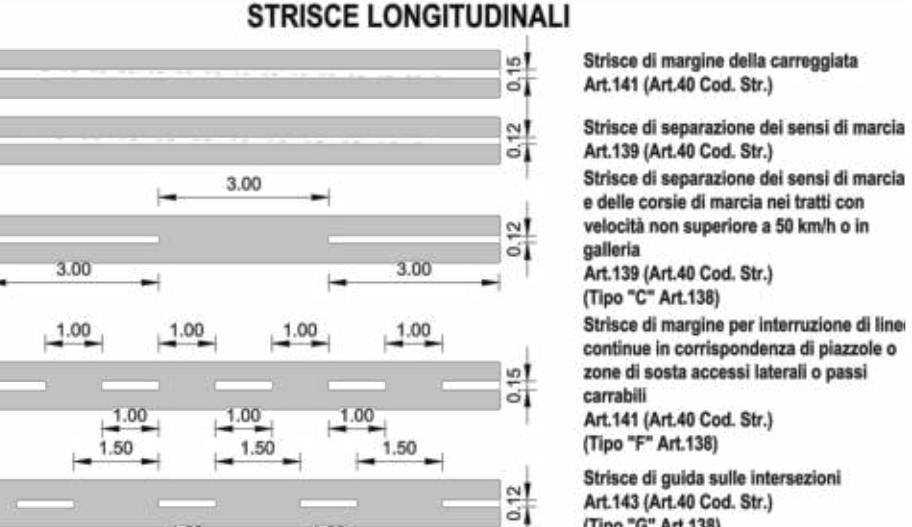 STRISCE LONGITUDINALI
0.15
Strisce di margine della carreggiata
Art.141 (Art.40 Cod. Str.)
0.12
Strisce di separazione dei sensi di marcia
Art.139 (Art.40 Cod. Str.)
3.00
0.12
3.00
3.00
Strisce di separazione dei sensi di marcia
e delle corsie di marcia nei tratti con
velocità non superiore a 50 km/h o in
galleria
Art.139 (Art.40 Cod. Str.)
(Tipo "C" Art.138)
1.00
1.00
1.00
1.00
0.15
1.00
1.00
1.00
Strisce di margine per interruzione di linee
continue in corrispondenza di piazzole o
zone di sosta accessi laterali o passi
carrabili
Art.141 (Art.40 Cod. Str.)
(Tipo "F" Art.138)
1.50
1.50
1.50
0.12
Strisce di guida sulle intersezioni
Art.143 (Art.40 Cod. Str.)
(Tipo "G" Art.138)